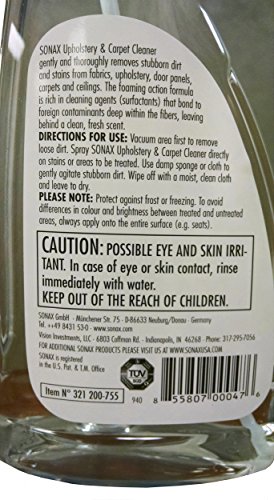 SONAX Upholstery & Carpet Cleaner
gently and thoroughly removes stubborn dirt
and stains from fabrics, upholstery, door panels,
carpets and ceilings. The foaming action formula
is rich in cleaning agents (surfactants) that bond to
foreign contaminants deep within the fibers, leaving
behind a clean, fresh scent.
DIRECTIONS FOR USE: Vacuum area first to remove
loose dirt. Spray SONAX Upholstery & Carpet Cleaner directly
on stains or areas to be treated. Use damp sponge or cloth to
gently agitate stubborn dirt. Wipe off with a moist, clean cloth
and leave to dry.
PLEASE NOTE: Protect against frost or freezing. To avoid
differences in colour and brightness between treated and untreated
areas, always apply onto the entire surface (e.g. seats).
CAUTION: POSSIBLE EYE AND SKIN IRRI-
TANT. In case of eye or skin contact, rinse
immediately with water.
KEEP OUT OF THE REACH OF CHILDREN.
SONAX GmbH · Münchener Str. 75 · D-86633 Neuburg/Donau · Germany
Tel.: ++49 8431 53-0 · www.sonax.com
Vision Investments, LLC · 6803 Coffman Rd. · Indianapolis, IN 46268 · Phone: 317-295-7056
FOR ADDITIONAL SONAX PRODUCTS PLEASE VISIT US AT WWW.SONAXUSA.COM
SONAX is registered
in the U.S. Pat. & T.M. Office
TÜV
Item N° 321 200-755
940
8 55807 00047 6